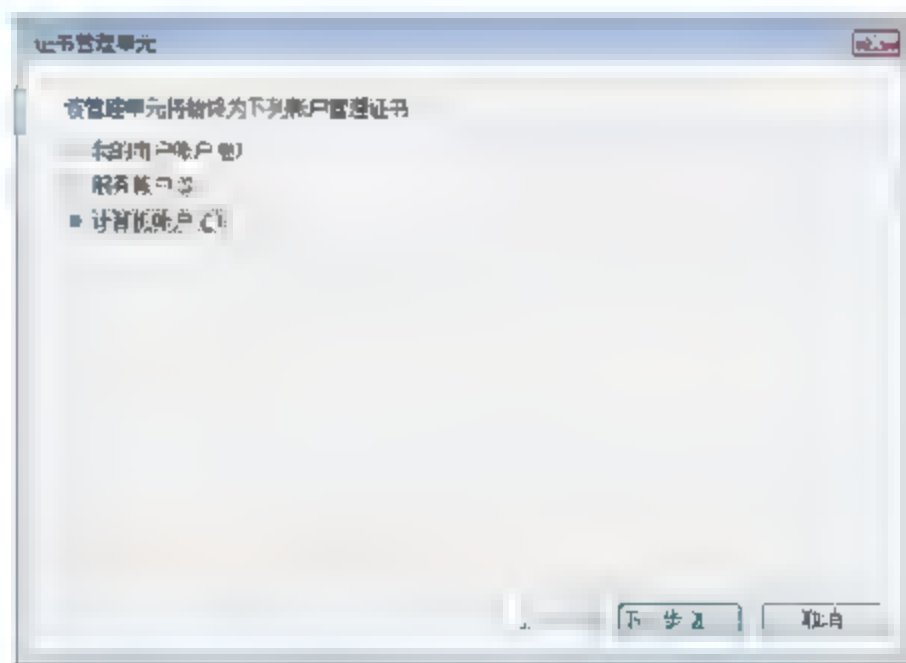 证书管理单元
该管理单元将始终为下列帐户管理证书
我的用户帐户
服务帐户
计算机帐户
下一步
取消